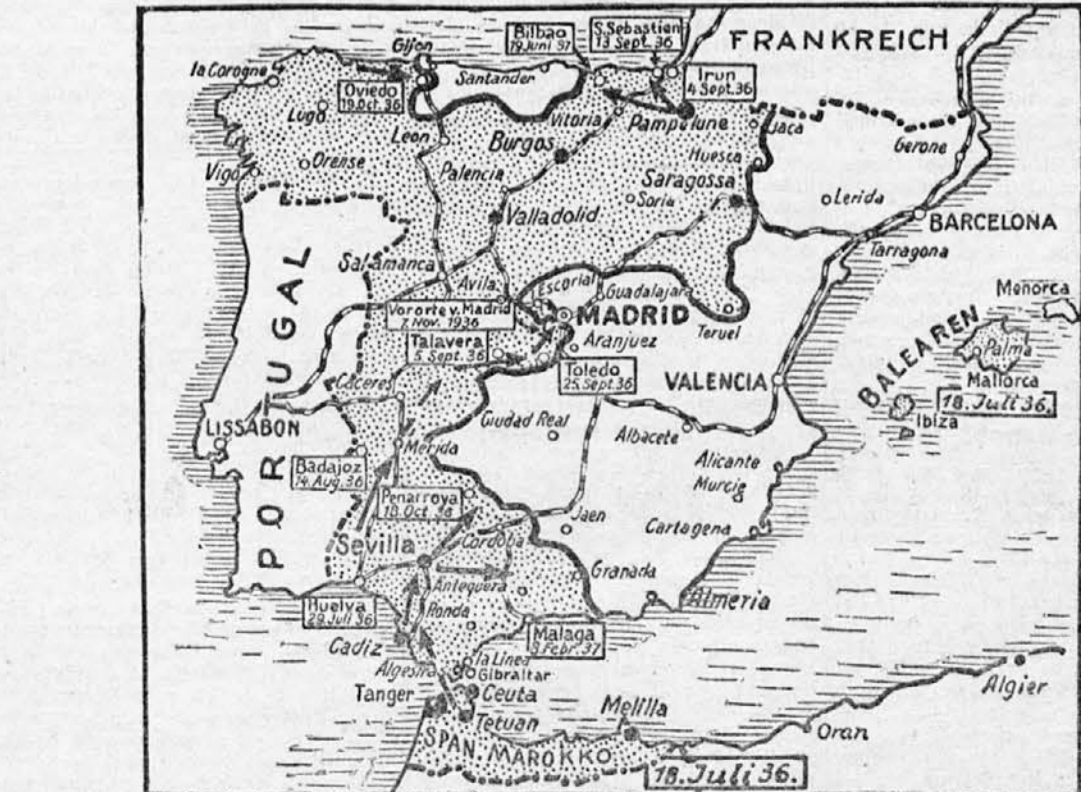 FRANKREICH
Bilbao
19.Juni 37
S.Sebastien
13 Sept. 36
Irun
4 Sept. 36
Gijon
la Corogne
Santander
Oviedo
19.Oct. 36
Lugo
Vitoria
Pampelune
Jaca
Leon
Gerone
Orense
Burgos
Huesca
Vigo
Palencia
Saragossa
Soria
Lerida
Valladolid
BARCELONA
Tarragona
PORTUGAL
Salamanca
Avila
Escorial
Guadalajar
Menorca
Vororte v. Madrid
7. Nov. 1936
MADRID
Teruel
BALEAREN
Palma
Talavera
5. Sept. 36
Aranjuez
Mallorca
Toledo
25.Sept 36
VALENCIA
18. Juli 36.
Caceres
Ibiza
LISSABON
Ciudad Real
Albacete
Merida
Badajoz
14. Aug. 36
Alicante
Murcia
Penarroya
18.Oct. 36
Jaen
Cartagena
Sevilla
Cordoba
Granada
Antequera
Almeria
Huelva
29.Juli 36
Ronda
Cadiz
Malaga
8.Febr. 37
Algesira
la Linea
Gibraltar
Tanger
Ceuta
Algier
Tetuan
Melilla
Oran
SPAN. MAROKKO
18. Juli 36.